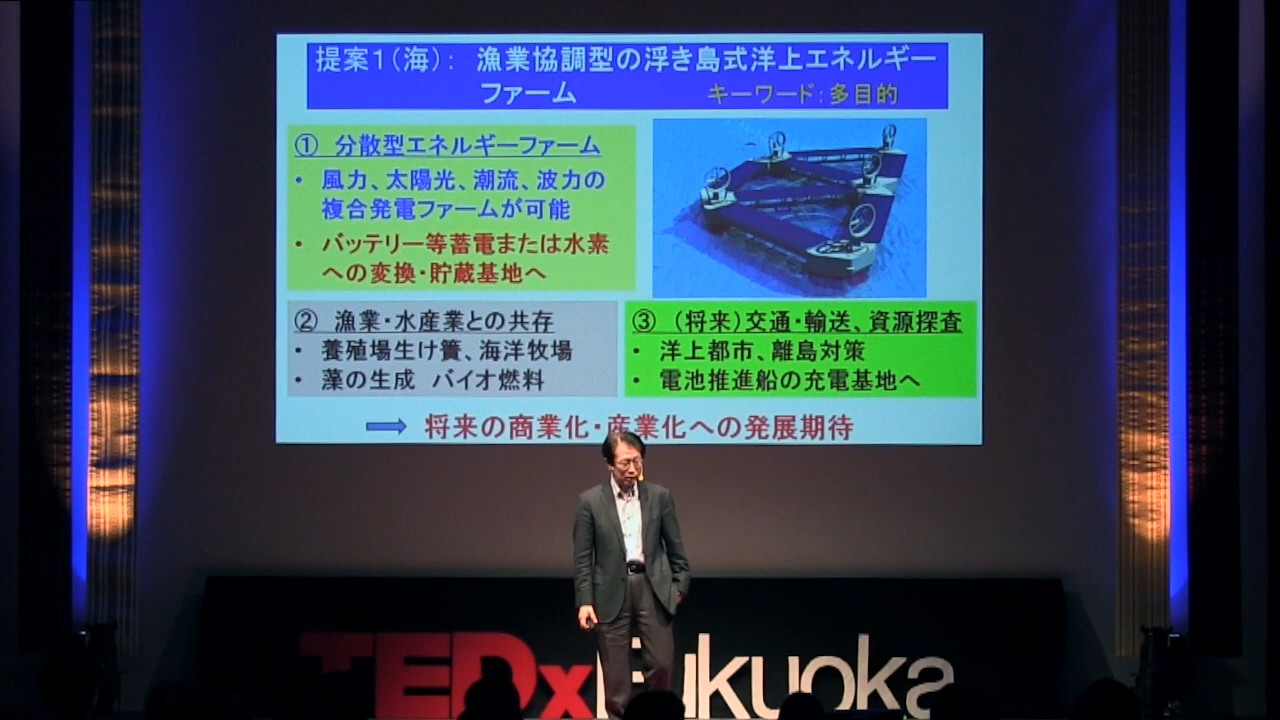 提案1(海): 漁業協調型の浮き島式洋上エネルギー
ファーム キーワード:多目的
① 分散型エネルギーファーム
・ 風力、太陽光、潮流、波力の
複合発電ファームが可能
・ バッテリー等蓄電または水素
への変換・貯蔵基地へ
② 漁業・水産業との共存
・ 養殖場生け簀、海洋牧場
・ 藻の生成 バイオ燃料
③ (将来)交通・輸送、資源探査
・ 洋上都市、離島対策
・ 電池推進船の充電基地へ
⇒ 将来の商業化・産業化への発展期待
TEDxFukuoka